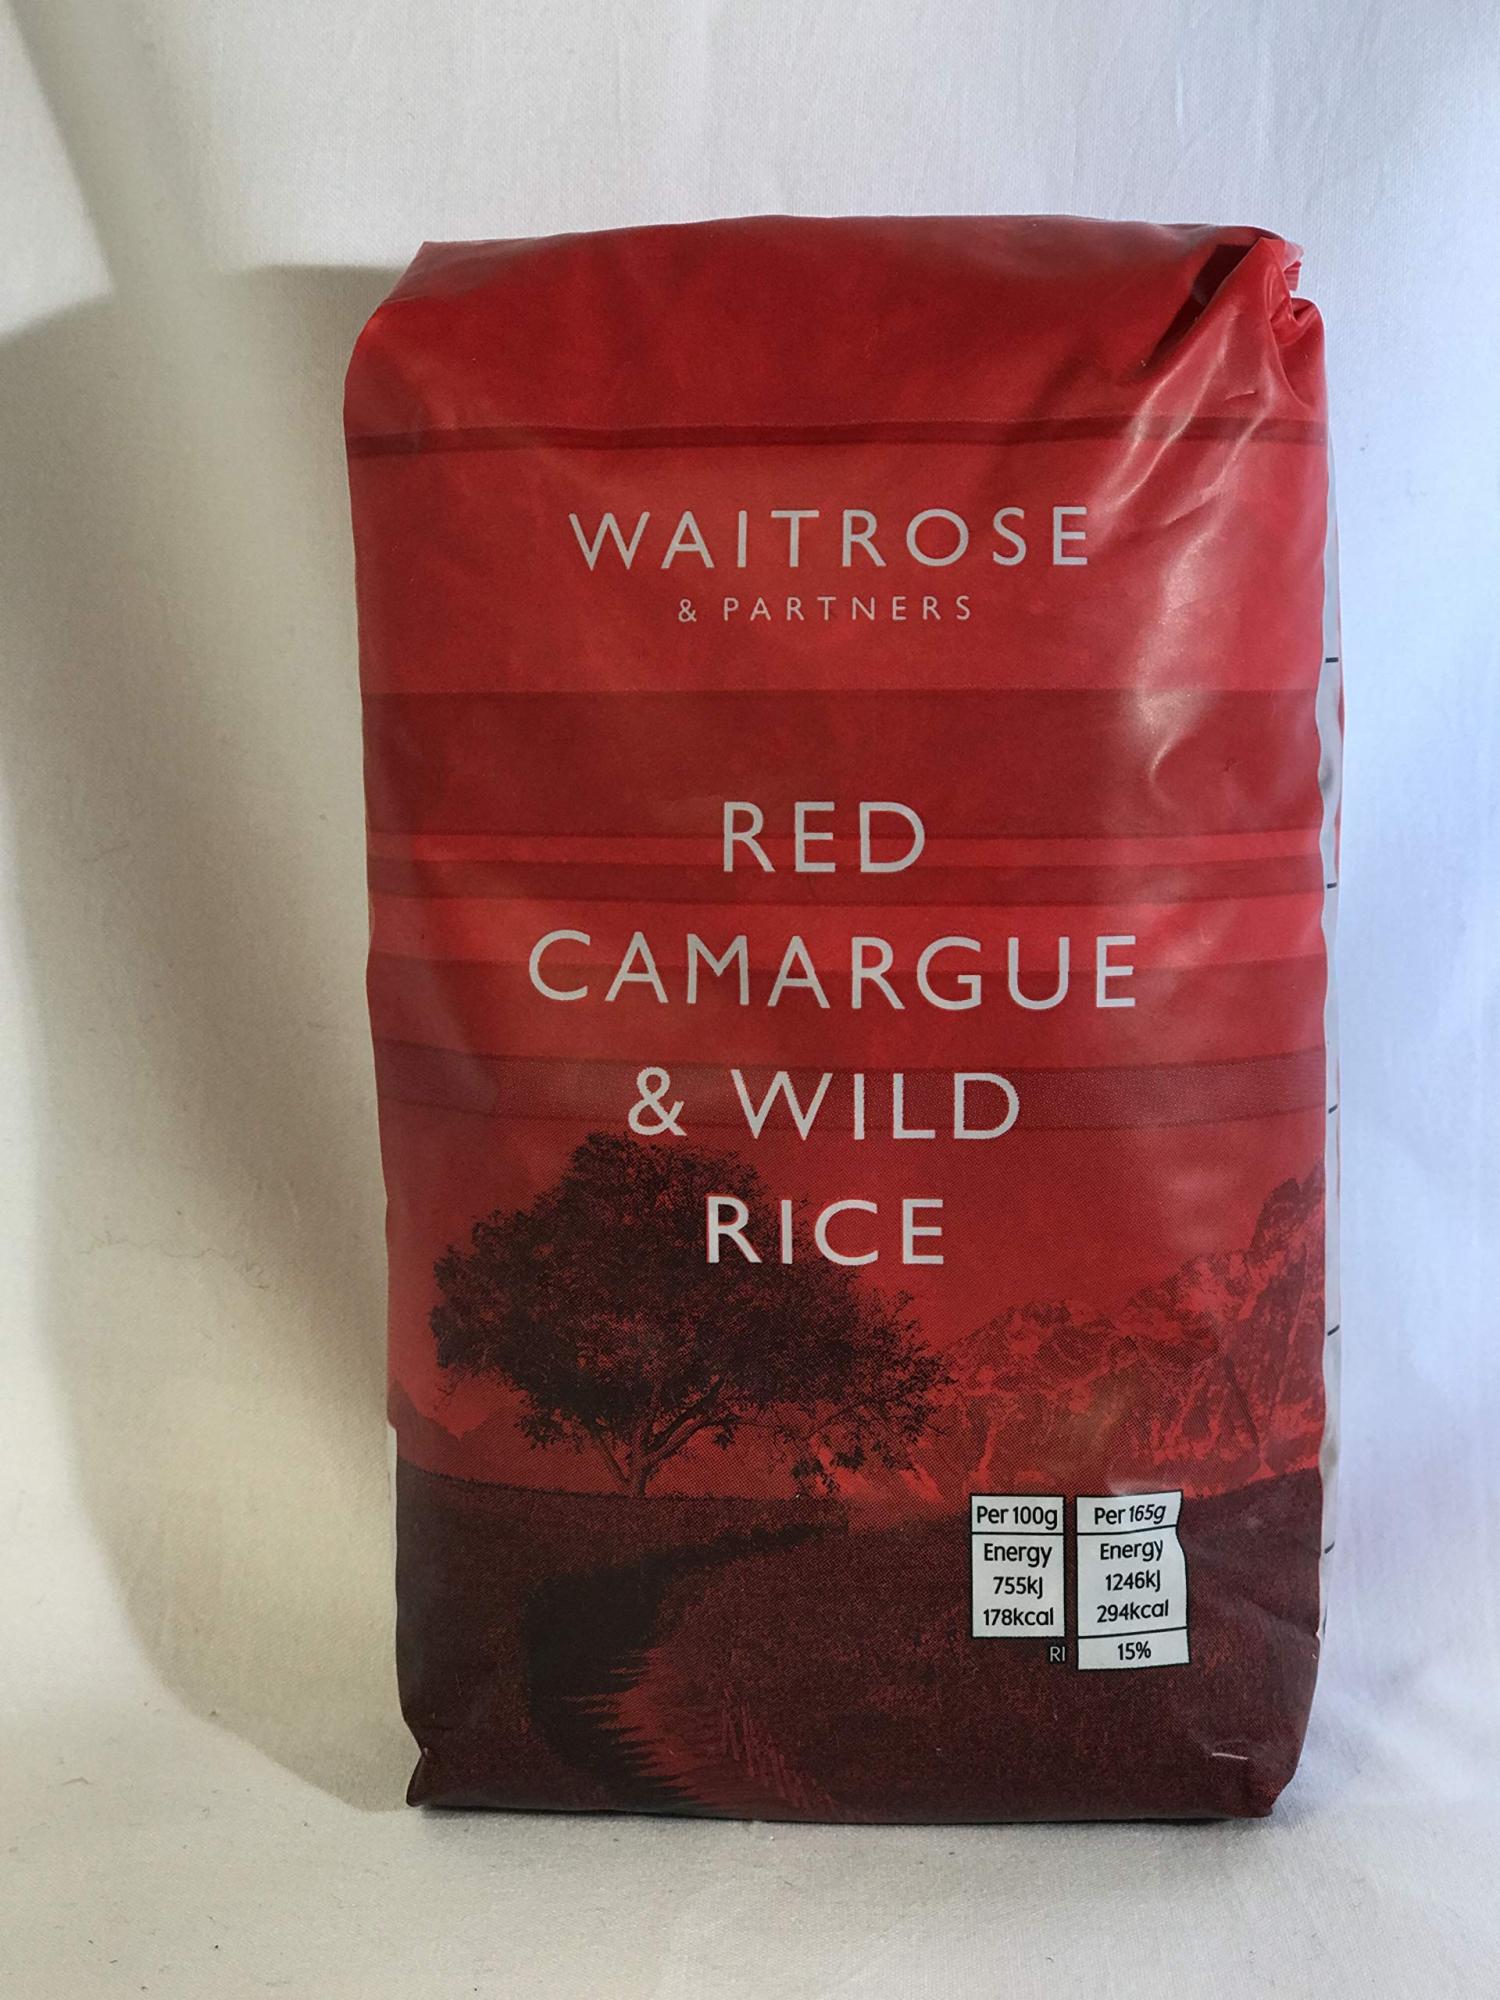 WAITROSE
& PARTNERS
RED
CAMARGUE
& WILD
RICE
Per 100g
Energy
755kJ
178kcal
RI
Per 165g
Energy
1246kJ
294kcal
15%